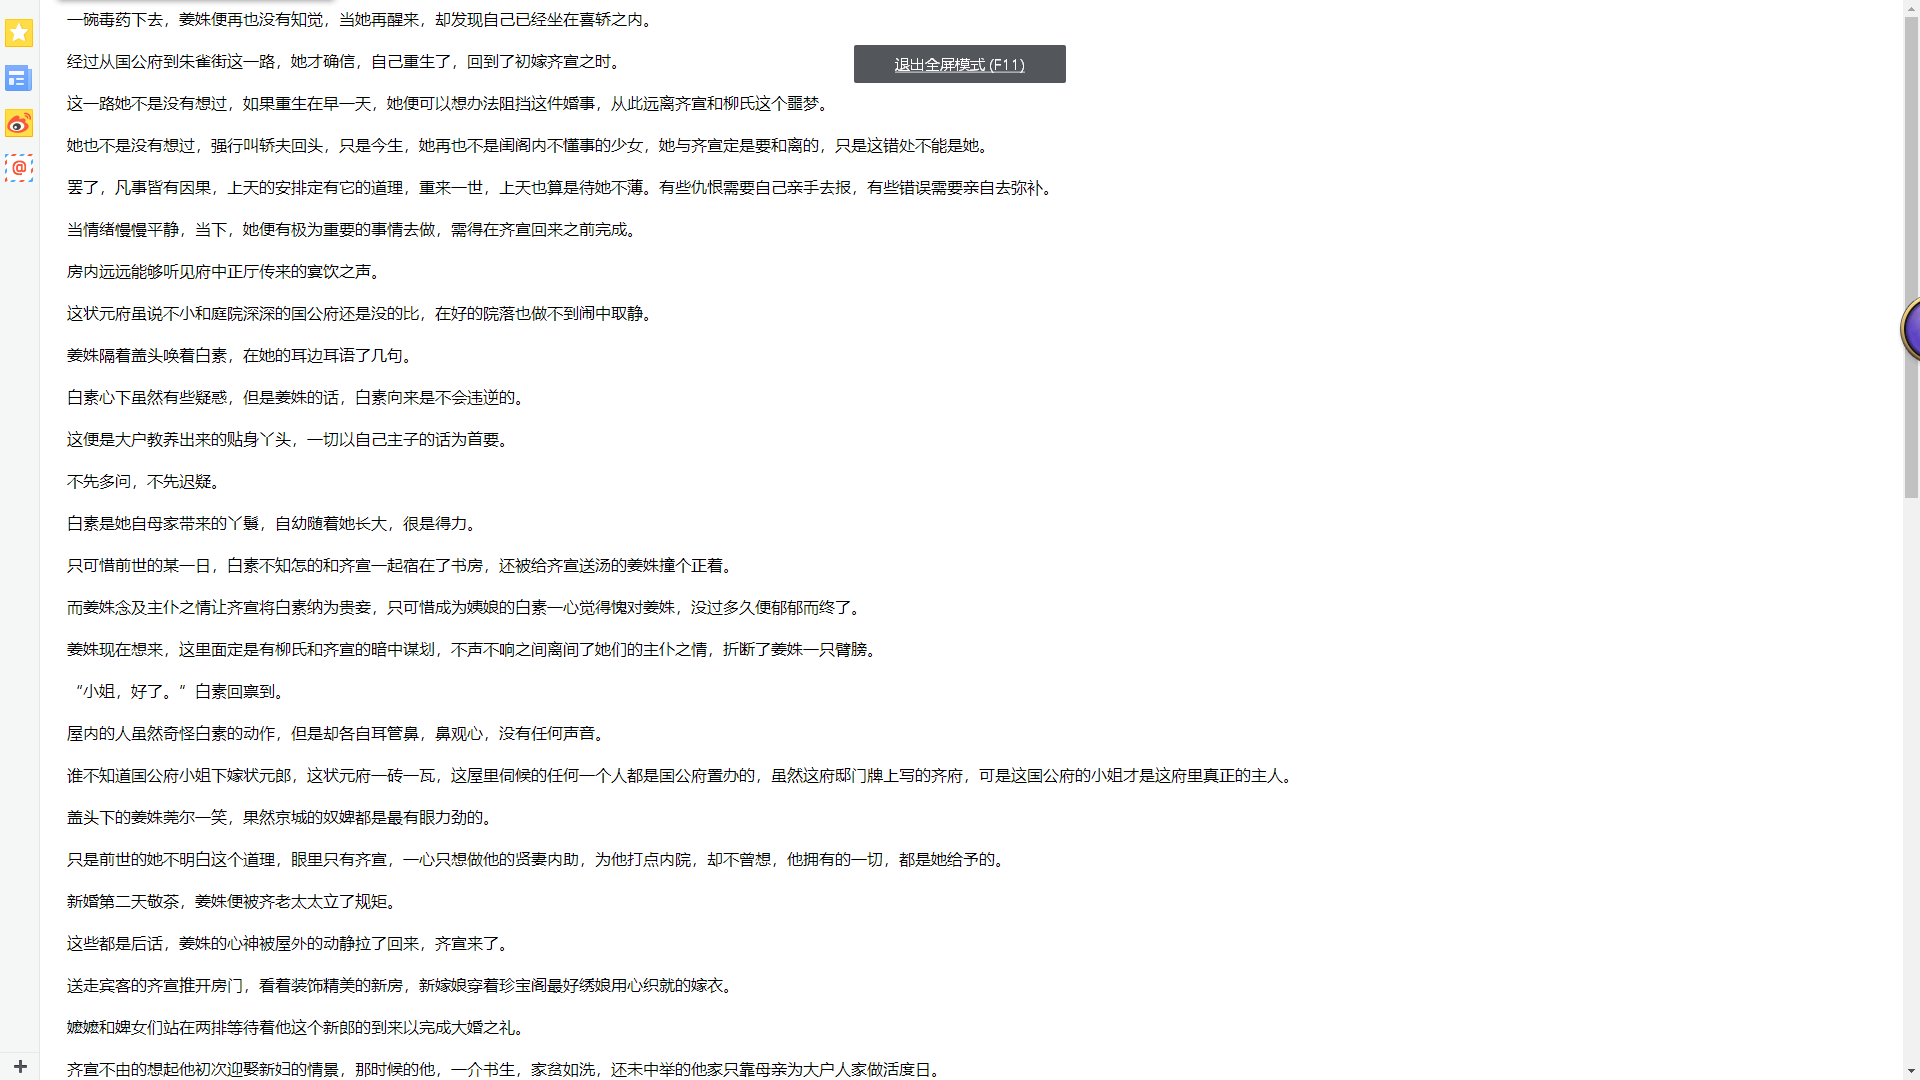 一碗毒药下去，姜姝便再也没有知觉，当她再醒来，却发现自己已经坐在喜轿之内。
经过从国公府到朱雀街这一路，她才确信，自己重生了，回到了初嫁齐宣之时。
退出全屏模式 (F11)
这一路她不是没有想过，如果重生在早一天，她便可以想办法阻挡这件婚事，从此远离齐宣和柳氏这个噩梦。
她也不是没有想过，强行叫轿夫回头，只是今生，她再也不是闺阁内不懂事的少女，她与齐宣定是要和离的，只是这错处不能是她。
罢了，凡事皆有因果，上天的安排定有它的道理，重来一世，上天也算是待她不薄。有些仇恨需要自己亲手去报，有些错误需要亲自去弥补。
当情绪慢慢平静，当下，她便有极为重要的事情去做，需得在齐宣回来之前完成。
房内远远能够听见府中正厅传来的宴饮之声。
这状元府虽说不小和庭院深深的国公府还是没的比，在好的院落也做不到闹中取静。
姜姝隔着盖头唤着白素，在她的耳边耳语了几句。
白素心下虽然有些疑惑，但是姜姝的话，白素向来是不会违逆的。
这便是大户教养出来的贴身丫头，一切以自己主子的话为首要。
不先多问，不先迟疑。
白素是她自母家带来的丫鬟，自幼随着她长大，很是得力。
只可惜前世的某一日，白素不知怎的和齐宣一起宿在了书房，还被给齐宣送汤的姜姝撞个正着。
而姜姝念及主仆之情让齐宣将白素纳为贵妾，只可惜成为姨娘的白素一心觉得愧对姜姝，没过多久便郁郁而终了。
姜姝现在想来，这里面定是有柳氏和齐宣的暗中谋划，不声不响之间离间了她们的主仆之情，折断了姜姝一只臂膀。
“小姐，好了。”白素回禀到。
屋内的人虽然奇怪白素的动作，但是却各自耳管鼻，鼻观心，没有任何声音。
谁不知道国公府小姐下嫁状元郎，这状元府一砖一瓦，这屋里伺候的任何一个人都是国公府置办的，虽然这府邸门牌上写的齐府，可是这国公府的小姐才是这府里真正的主人。
盖头下的姜姝莞尔一笑，果然京城的奴婢都是最有眼力劲的。
只是前世的她不明白这个道理，眼里只有齐宣，一心只想做他的贤妻内助，为他打点内院，却不曾想，他拥有的一切，都是她给予的。
新婚第二天敬茶，姜姝便被齐老太太立了规矩。
这些都是后话，姜姝的心神被屋外的动静拉了回来，齐宣来了。
送走宾客的齐宣推开房门，看着装饰精美的新房，新嫁娘穿着珍宝阁最好绣娘用心织就的嫁衣。
嬷嬷和婢女们站在两排等待着他这个新郎的到来以完成大婚之礼。
齐宣不由的想起他初次迎娶新妇的情景，那时候的他，一介书生，家贫如洗，还未中举的他家只靠母亲为大户人家做活度日。